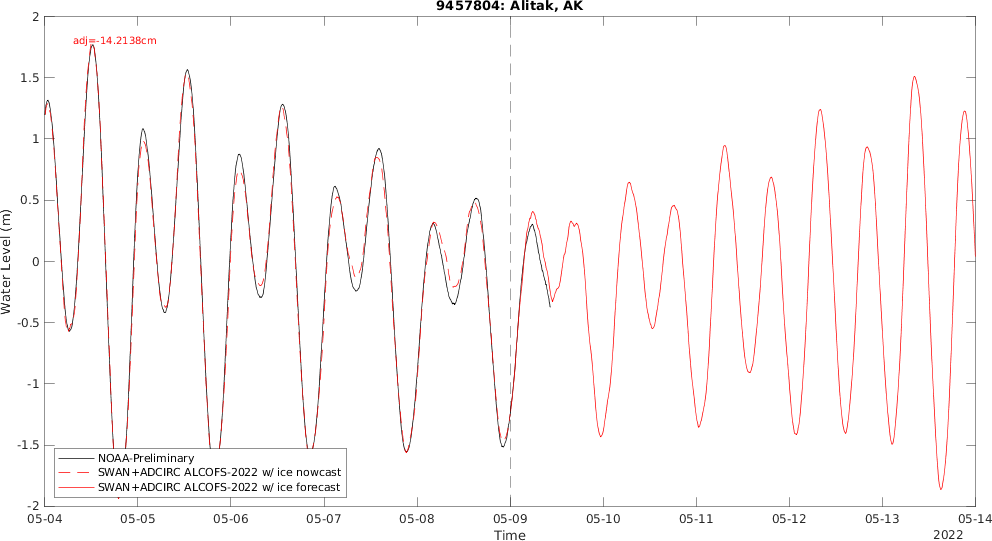 9457804: Alitak, AK
adj=-14.2138cm
Water Level (m)
2
1.5
1
0.5
0
-0.5
-1
-1.5
-2
NOAA-Preliminary
SWAN+ADCIRC ALCOFS-2022 w/ ice nowcast
SWAN+ADCIRC ALCOFS-2022 w/ ice forecast
05-04 05-05 05-06 05-07 05-08 05-09 05-10 05-11 05-12 05-13 05-14
Time
2022